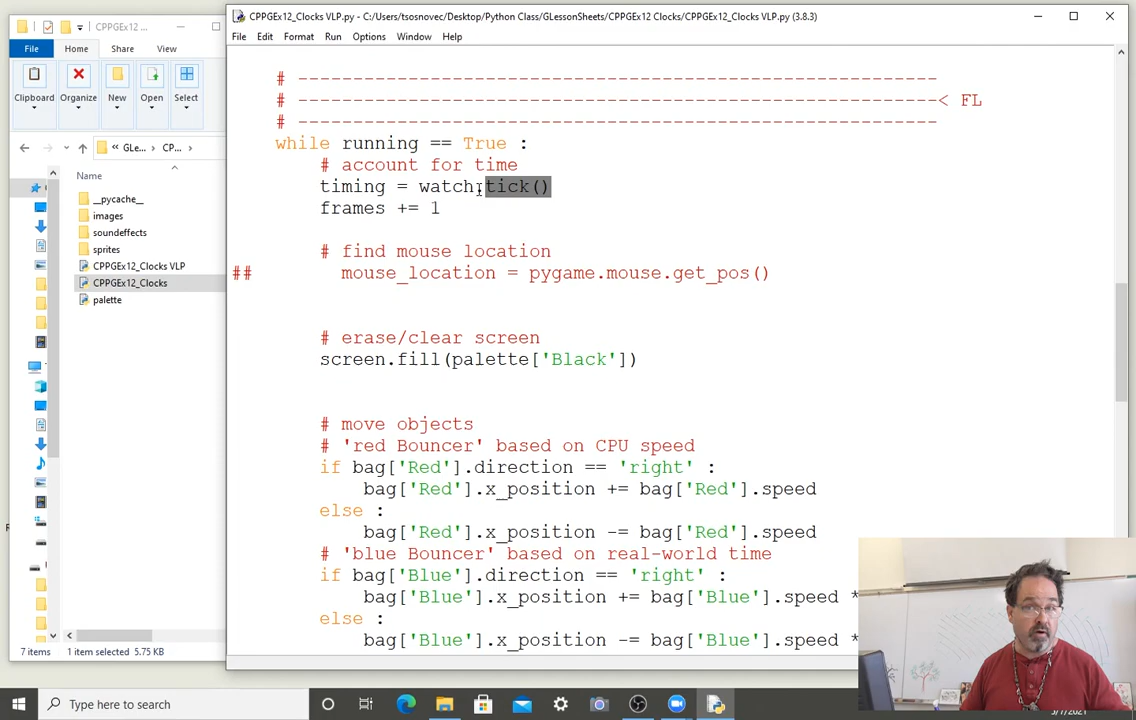 CPPGEx12 ...
File
Home
Share
View
Clipboard
Organize
New
Open
Select
« GLe... › CP... ›
Name
__pycache__
images
soundeffects
sprites
CPPGEx12_Clocks VLP
CPPGEx12_Clocks
palette
7 items
1 item selected 5.75 KB
CPPGEx12_Clocks VLP.py - C:/Users/tsosnovec/Desktop/Python Class/GLessonSheets/CPPGEx12 Clocks/CPPGEx12_Clocks VLP.py (3.8.3)
File Edit Format Run Options Window Help
# ----------------------------------------------------------
# ----------------------------------------------------------< FL
# ----------------------------------------------------------
while running == True :
# account for time
timing = watch.tick()
frames += 1
# find mouse location
## mouse_location = pygame.mouse.get_pos()
# erase/clear screen
screen.fill(palette['Black'])
# move objects
# 'red Bouncer' based on CPU speed
if bag['Red'].direction == 'right' :
bag['Red'].x_position += bag['Red'].speed
else :
bag['Red'].x_position -= bag['Red'].speed
# 'blue Bouncer' based on real-world time
if bag['Blue'].direction == 'right' :
bag['Blue'].x_position += bag['Blue'].speed *
else :
bag['Blue'].x_position -= bag['Blue'].speed *
Type here to search